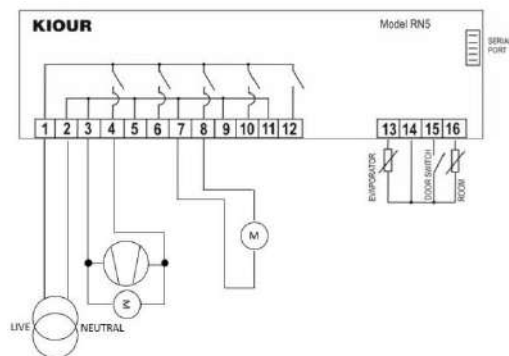 KIOUR
Model RN5
SERIAL
PORT
1 2 3 4 5 6 7 8 9 10 11 12
13 14 15 16
EVAPORATOR
DOOR SWITCH
ROOM
M
M
LIVE
NEUTRAL